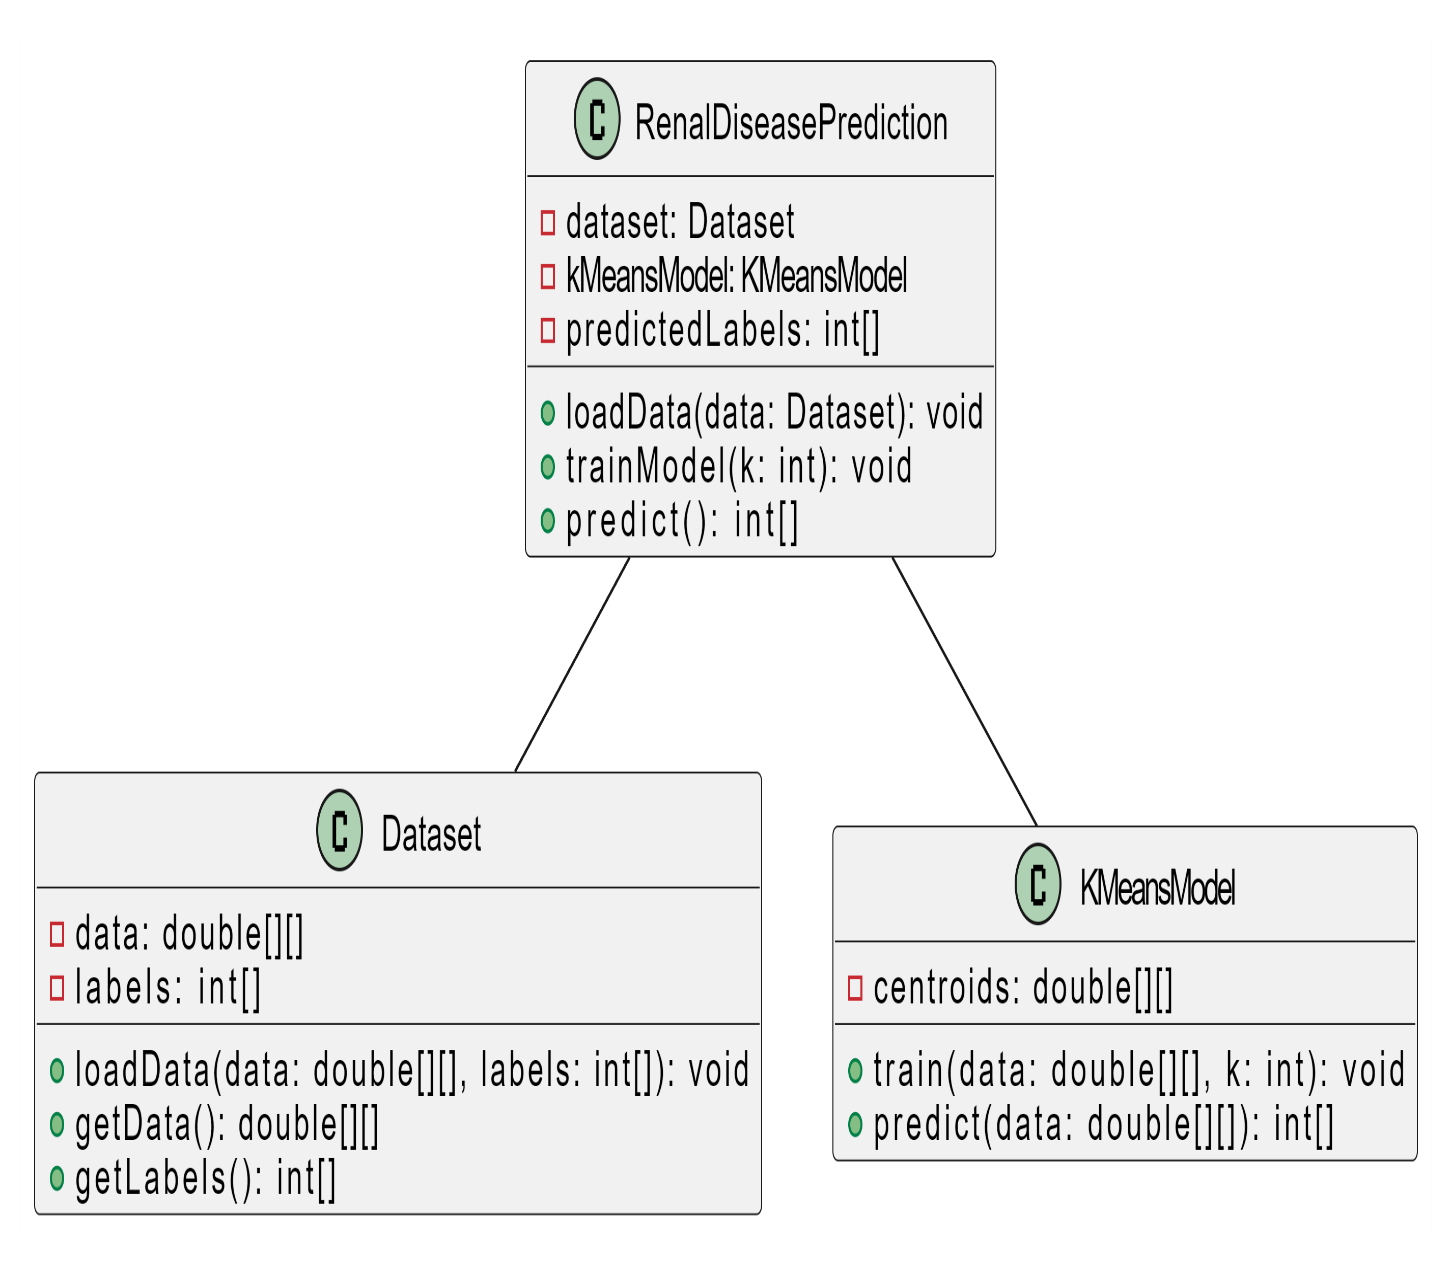 C RenalDiseasePrediction
dataset: Dataset
kMeansModel: KMeansModel
predictedLabels: int[]
loadData(data: Dataset): void
trainModel(k: int): void
predict(): int[]
C Dataset
data: double[][]
labels: int[]
loadData(data: double[][], labels: int[]): void
getData(): double[][]
getLabels(): int[]
C KMeansModel
centroids: double[][]
train(data: double[][], k: int): void
predict(data: double[][]): int[]